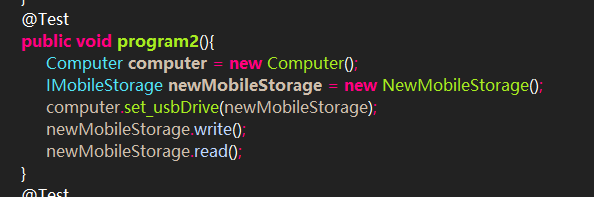 }
@Test
public void program2(){
Computer computer = new Computer();
IMobileStorage newMobileStorage = new NewMobileStorage();
computer.set_usbDrive(newMobileStorage);
newMobileStorage.write();
newMobileStorage.read();
}
@Test